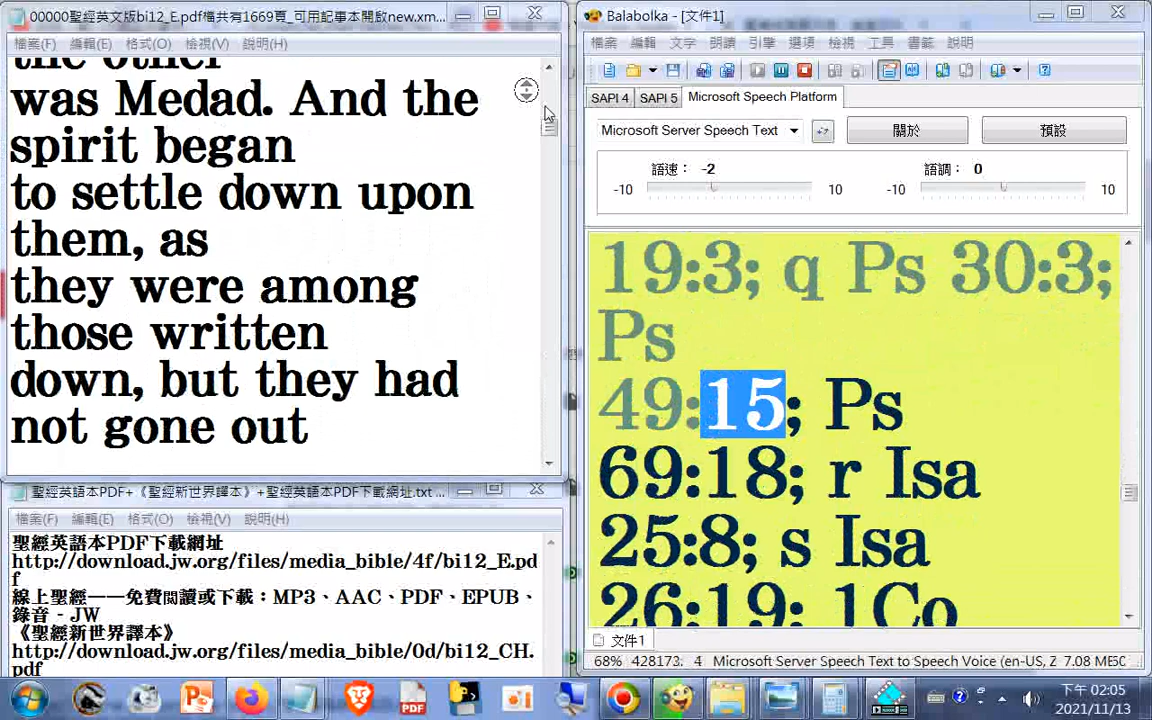 00000聖經英文版bi12_E.pdf檔共有1669頁_可用記事本開啟new.xm...
檔案(F) 編輯(E) 格式(O) 檢視(V) 說明(H)
the other
was Medad. And the
spirit began
to settle down upon
them, as
they were among
those written
down, but they had
not gone out
聖經英語本PDF+《聖經新世界譯本》+聖經英語本PDF下載網址.txt ...
檔案(F) 編輯(E) 格式(O) 檢視(V) 說明(H)
聖經英語本PDF下載網址
http://download.jw.org/files/media_bible/4f/bi12_E.pd
f
線上聖經——免費閱讀或下載：MP3、AAC、PDF、EPUB、
錄音 - JW
《聖經新世界譯本》
http://download.jw.org/files/media_bible/0d/bi12_CH.
pdf
Balabolka - [文件1]
檔案 編輯 文字 朗讀 引擎 選項 檢視 工具 書籤 說明
SAPI 4 SAPI 5 Microsoft Speech Platform
Microsoft Server Speech Text 關於 預設
語速： -2 語調： 0
-10 10 -10 10
19:3; q Ps 30:3;
Ps
49:15; Ps
69:18; r Isa
25:8; s Isa
26:19; 1Co
文件1
68% 428173. 4 Microsoft Server Speech Text to Speech Voice (en-US, Z 7.08 ME
PDF
下午 02:05
2021/11/13